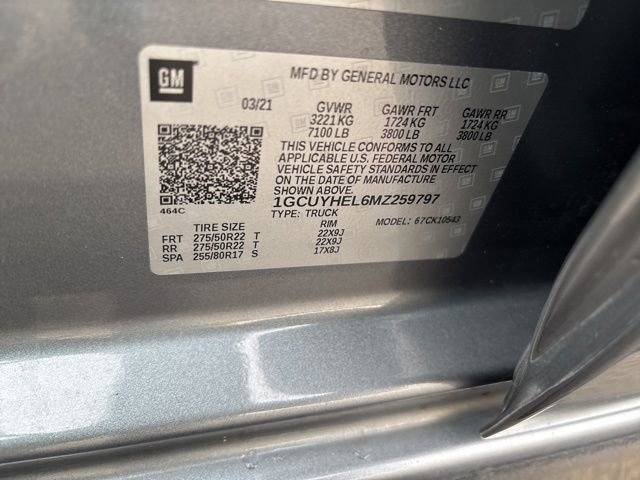 GM
MFD BY GENERAL MOTORS LLC
03/21 GVWR GAWR FRT GAWR RR
3221 KG 1724 KG 1724 KG
7100 LB 3800 LB 3800 LB
THIS VEHICLE CONFORMS TO ALL
APPLICABLE U.S. FEDERAL MOTOR
VEHICLE SAFETY STANDARDS IN EFFECT
ON THE DATE OF MANUFACTURE
SHOWN ABOVE
464C
1GCUYHEL6MZ259797
TYPE: TRUCK MODEL: 67CK10543
TIRE SIZE RIM
FRT 275/50R22 T 22X9J
RR 275/50R22 T 22X9J
SPA 255/80R17 S 17X8J